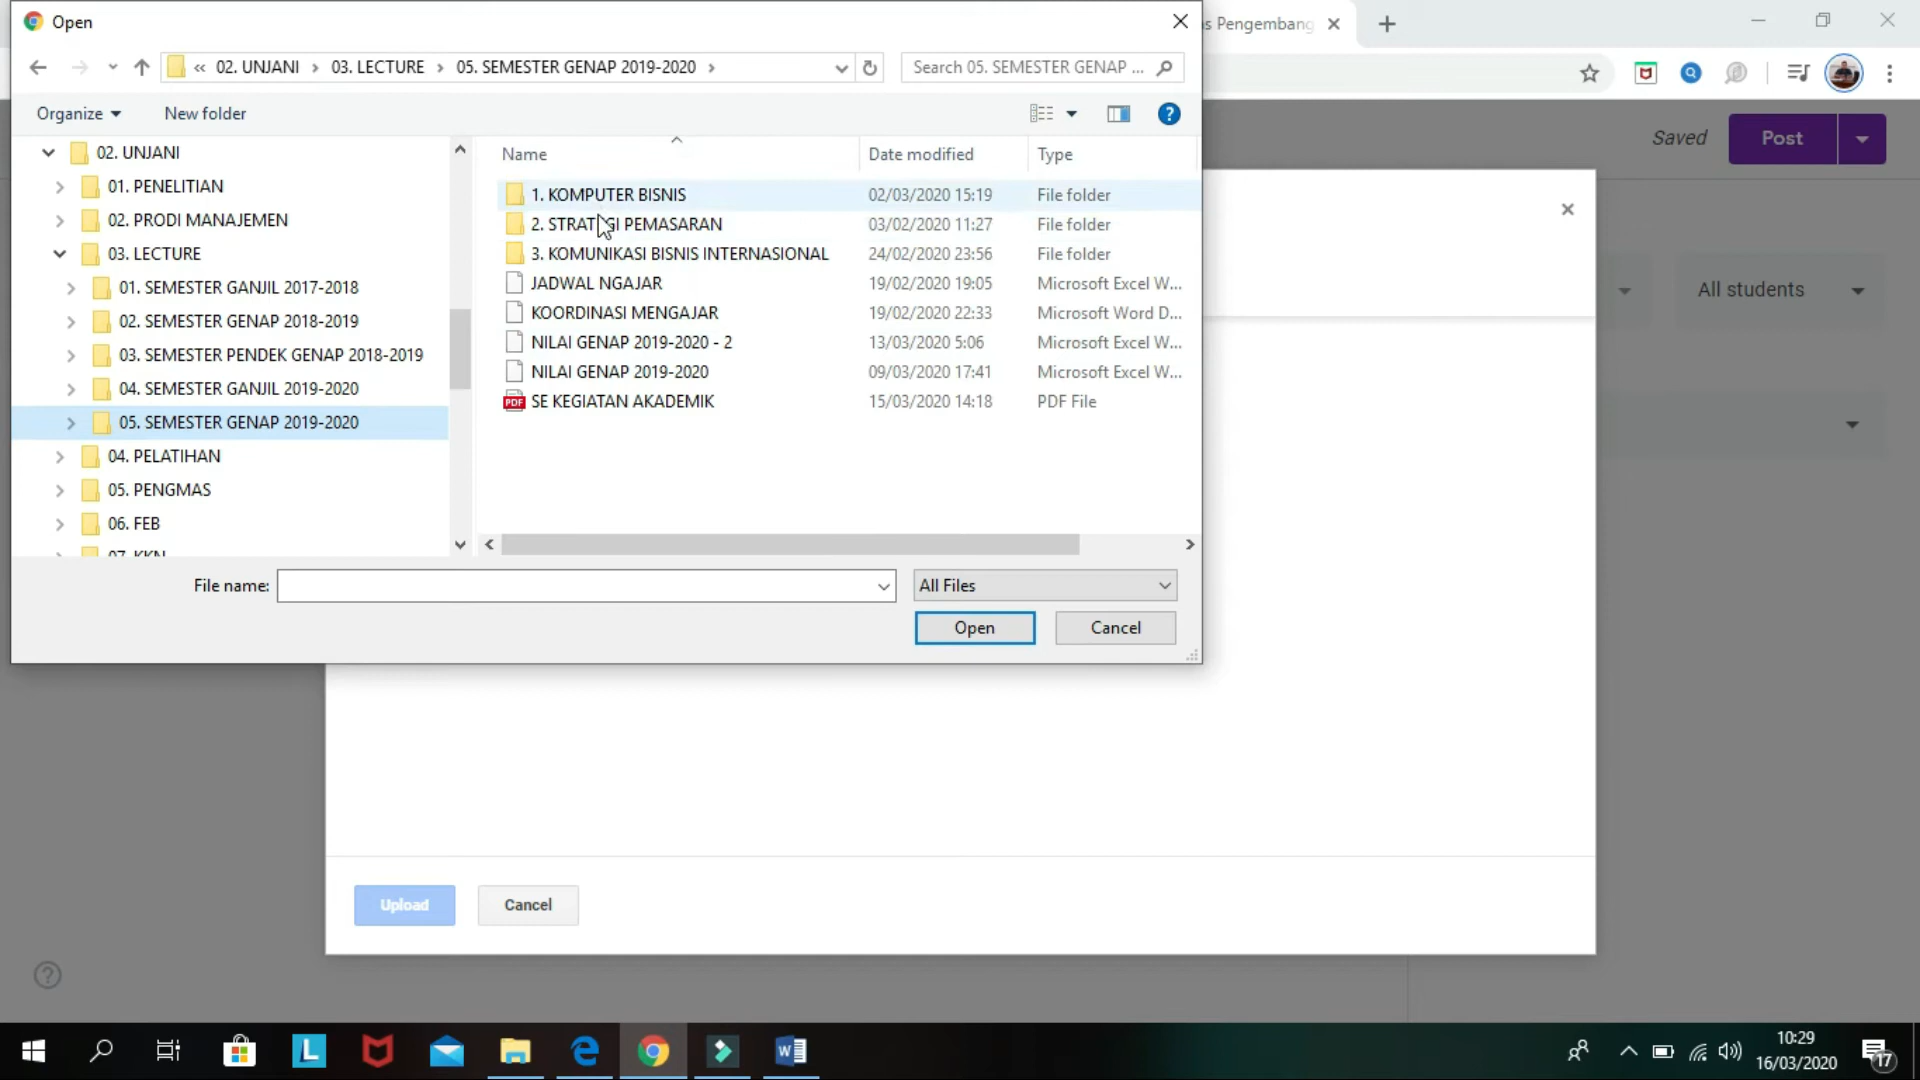 Open
« 02. UNJANI › 03. LECTURE › 05. SEMESTER GENAP 2019-2020 ›
Search 05. SEMESTER GENAP ...
s Pengembang
Organize
New folder
Saved
Post
02. UNJANI
01. PENELITIAN
02. PRODI MANAJEMEN
03. LECTURE
01. SEMESTER GANJIL 2017-2018
02. SEMESTER GENAP 2018-2019
03. SEMESTER PENDEK GENAP 2018-2019
04. SEMESTER GANJIL 2019-2020
05. SEMESTER GENAP 2019-2020
04. PELATIHAN
05. PENGMAS
06. FEB
07. KKN
Name Date modified Type
1. KOMPUTER BISNIS 02/03/2020 15:19 File folder
2. STRATEGI PEMASARAN 03/02/2020 11:27 File folder
3. KOMUNIKASI BISNIS INTERNASIONAL 24/02/2020 23:56 File folder
JADWAL NGAJAR 19/02/2020 19:05 Microsoft Excel W...
KOORDINASI MENGAJAR 19/02/2020 22:33 Microsoft Word D...
NILAI GENAP 2019-2020 - 2 13/03/2020 5:06 Microsoft Excel W...
NILAI GENAP 2019-2020 09/03/2020 17:41 Microsoft Excel W...
PDF SE KEGIATAN AKADEMIK 15/03/2020 14:18 PDF File
All students
File name:
All Files
Open
Cancel
Upload
Cancel
10:29
16/03/2020
17